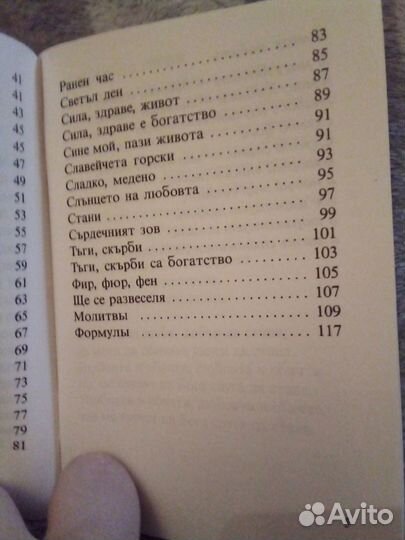 41
41
43
45
45
47
49
51
53
55
57
59
61
63
65
67
69
71
73
75
77
79
81
Ранен час .................... 83
Светъл ден .................... 85
Сила, здраве, живот .............. 87
Сила, здраве е богатство .......... 89
Сине мой, пази живота ............ 91
Славейчета горски ................ 91
Сладко, медено .................. 93
Слънцето на любовта ............. 95
Стани ......................... 97
Сърдечният зов ................. 99
Тъги, скърби ................... 101
Тъги, скърби са богатство ......... 103
Фир, фюр, фен ................. 105
Ще се развеселя ................ 107
Молитвы ...................... 109
Формулы ...................... 117
Avito